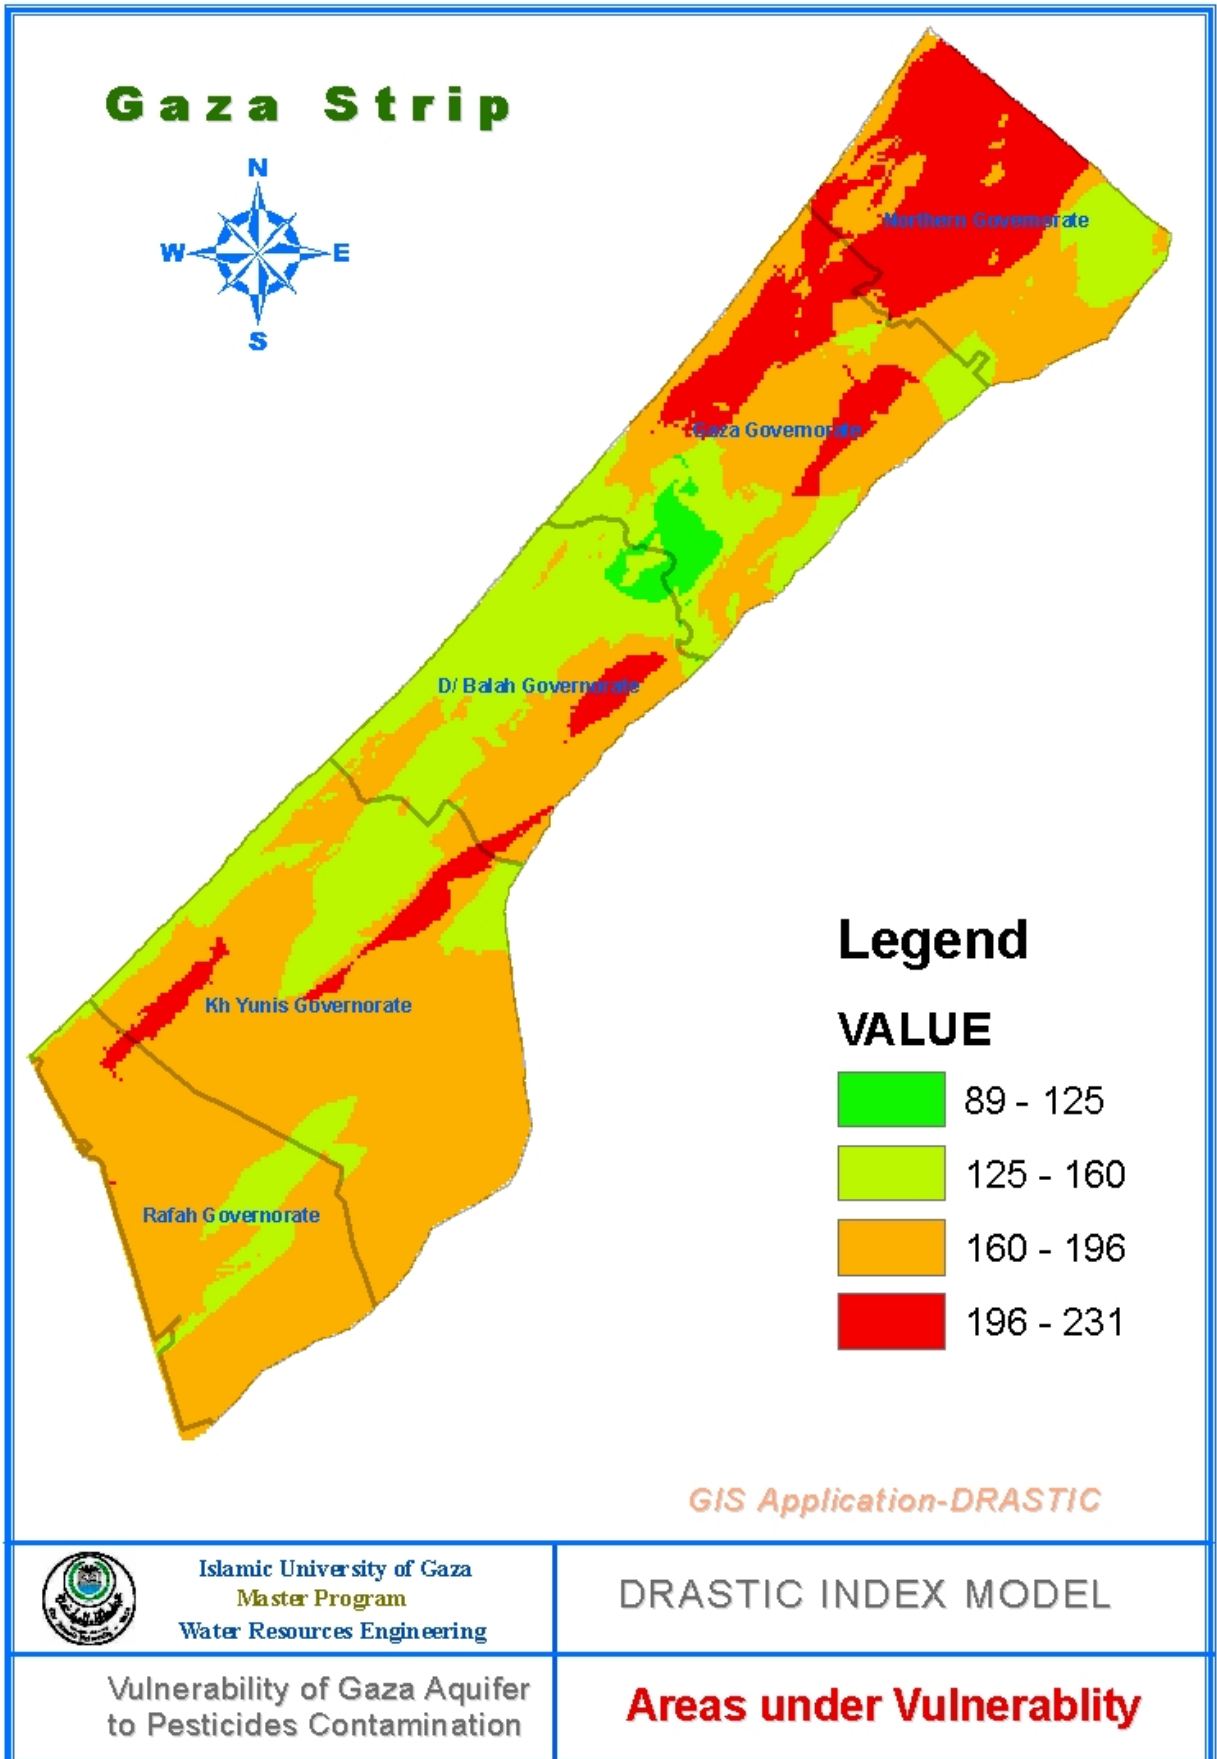 Gaza Strip
N
W E
S
Northern Governorate
Gaza Governorate
D/ Balah Governorate
Kh Yunis Governorate
Rafah Governorate
Legend
VALUE
89 - 125
125 - 160
160 - 196
196 - 231
GIS Application-DRASTIC
Islamic University of Gaza
Master Program
Water Resources Engineering
DRASTIC INDEX MODEL
Vulnerability of Gaza Aquifer
to Pesticides Contamination
Areas under Vulnerablity